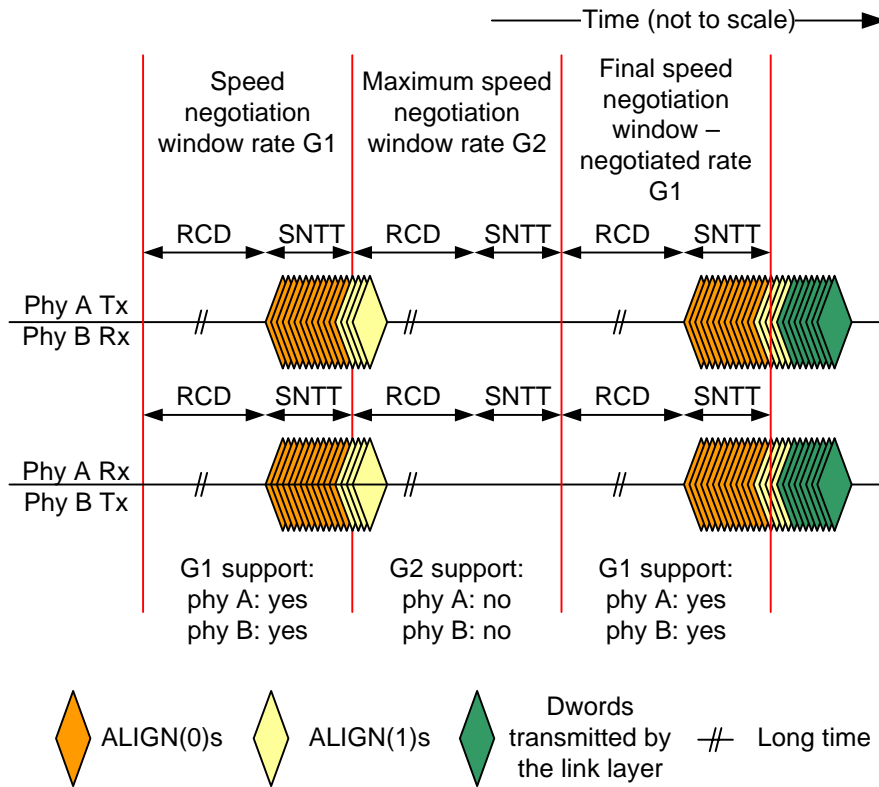 Time (not to scale)
Speed
negotiation
window rate G1
Maximum speed
negotiation
window rate G2
Final speed
negotiation
window –
negotiated rate
G1
RCD
SNTT
RCD
SNTT
RCD
SNTT
Phy A Tx
Phy B Rx
RCD
SNTT
RCD
SNTT
RCD
SNTT
Phy A Rx
Phy B Tx
G1 support:
phy A: yes
phy B: yes
G2 support:
phy A: no
phy B: no
G1 support:
phy A: yes
phy B: yes
ALIGN(0)s
ALIGN(1)s
Dwords
transmitted by
the link layer
Long time